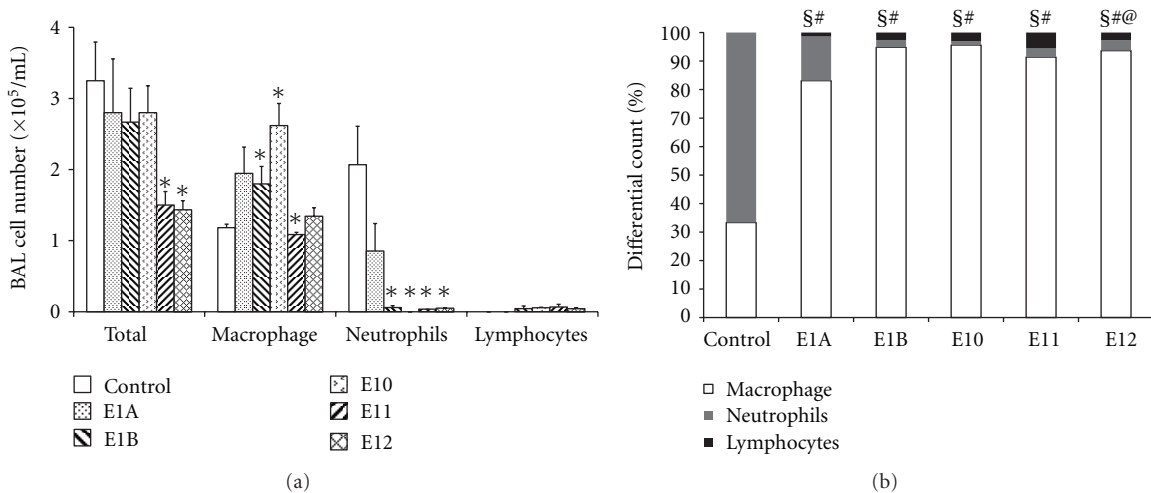 4
3
2
1
0
BAL cell number (×10⁵/mL)
* *
* * *
* * * *
Total Macrophage Neutrophils Lymphocytes
Control
E1A
E1B
E10
E11
E12
(a)
§# §# §# §# §#@
100
90
80
70
60
50
40
30
20
10
0
Differential count (%)
Control E1A E1B E10 E11 E12
Macrophage
Neutrophils
Lymphocytes
(b)